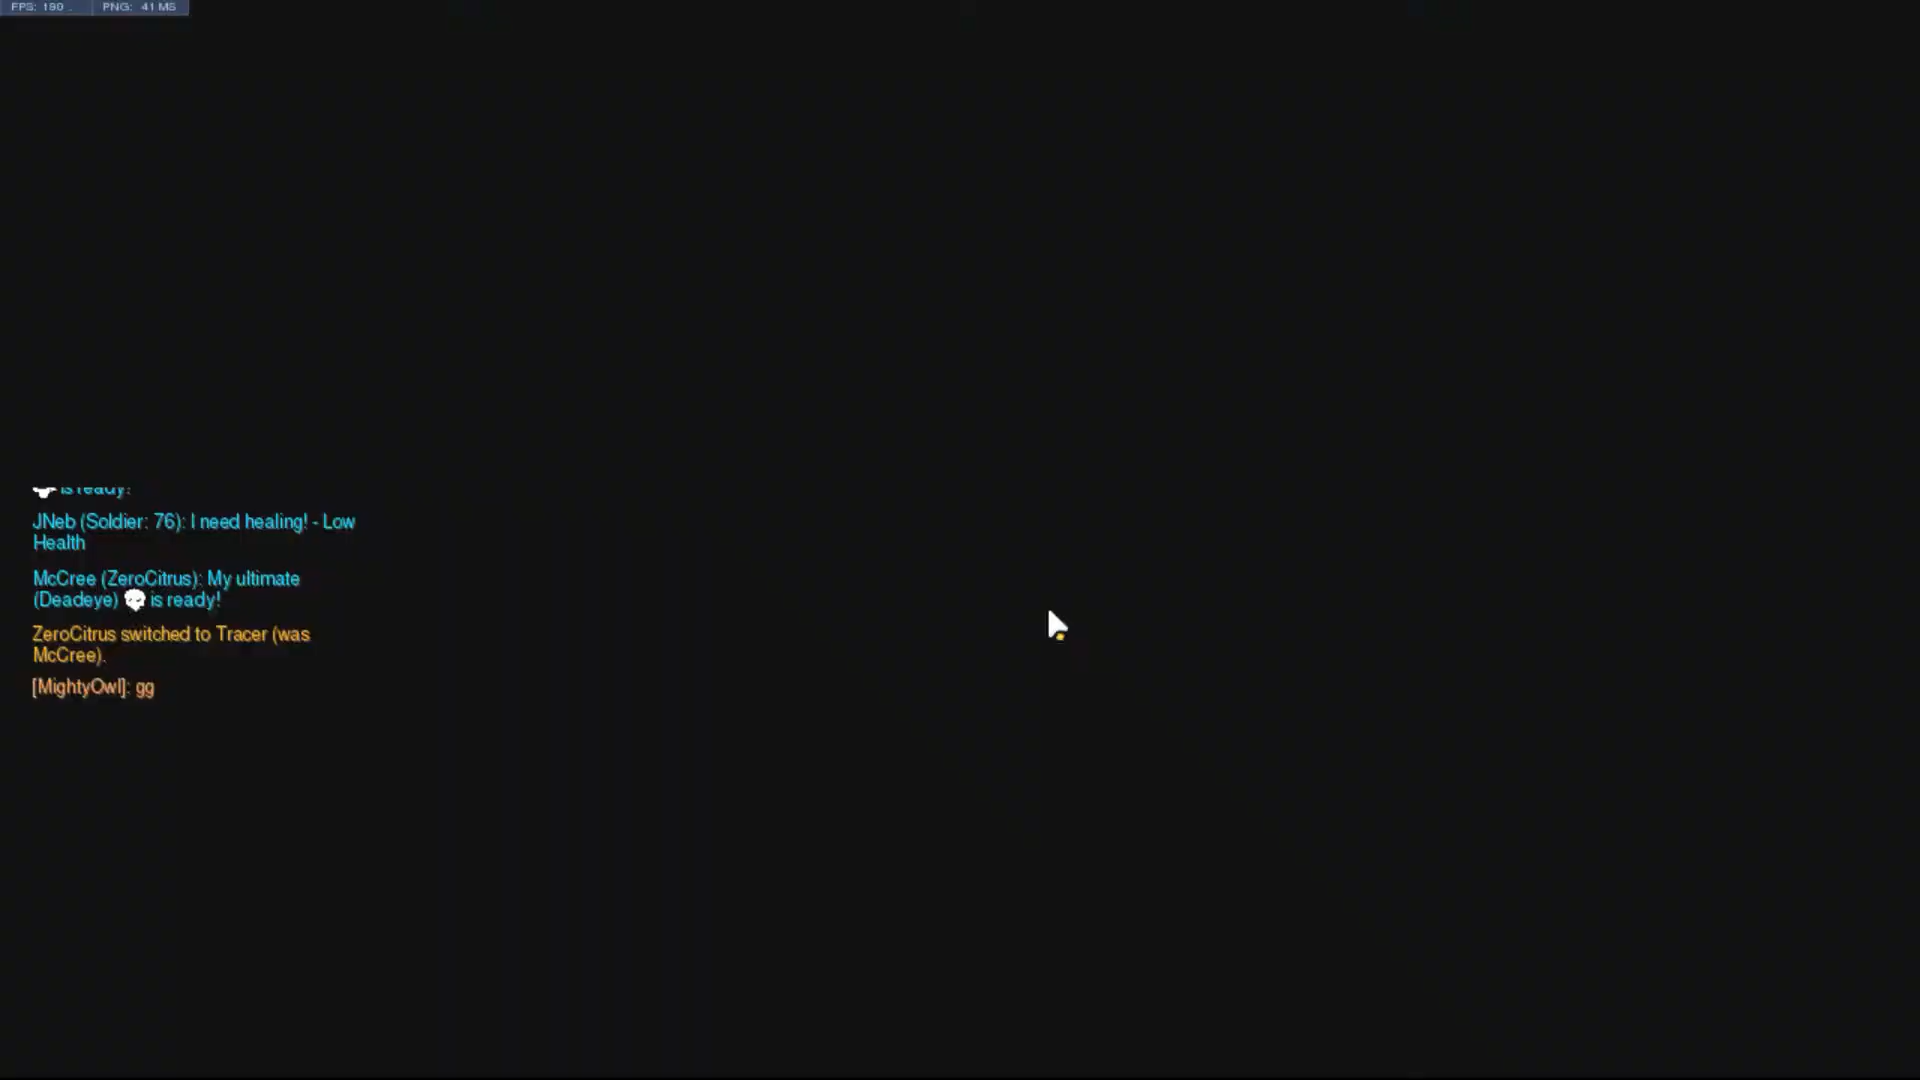 FPS: 190
PNG: 41 MS
is ready!
JNeb (Soldier: 76): I need healing! - Low
Health
McCree (ZeroCitrus): My ultimate
(Deadeye) is ready!
ZeroCitrus switched to Tracer (was
McCree).
[MightyOwl]: gg